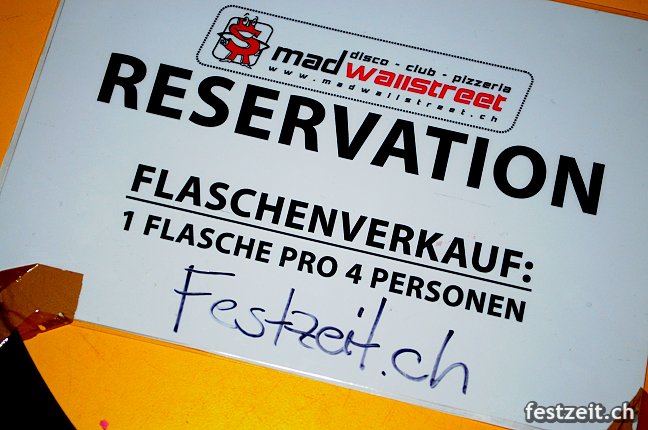 disco - club - pizzeria
mad wallstreet
www.madwallstreet.ch
RESERVATION
FLASCHENVERKAUF:
1 FLASCHE PRO 4 PERSONEN
Festzeit.ch
festzeit.ch